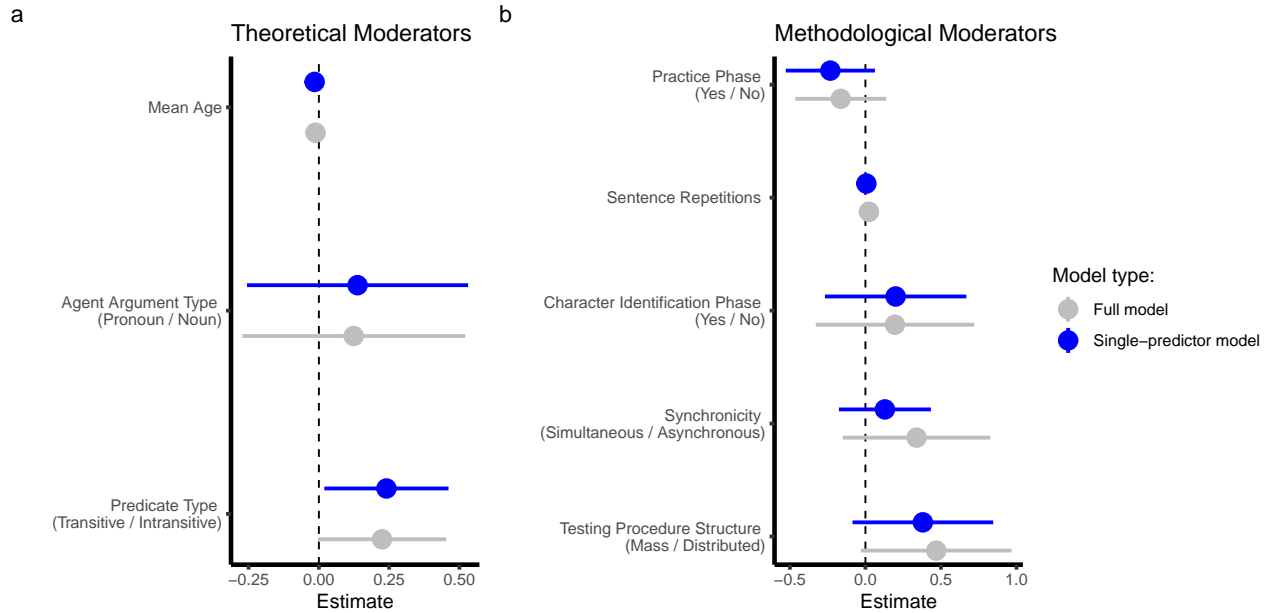 a
Theoretical Moderators
Mean Age
Agent Argument Type
(Pronoun / Noun)
Predicate Type
(Transitive / Intransitive)
−0.25 0.00 0.25 0.50
Estimate
b
Methodological Moderators
Practice Phase
(Yes / No)
Sentence Repetitions
Character Identification Phase
(Yes / No)
Synchronicity
(Simultaneous / Asynchronous)
Testing Procedure Structure
(Mass / Distributed)
−0.5 0.0 0.5 1.0
Estimate
Model type:
Full model
Single−predictor model